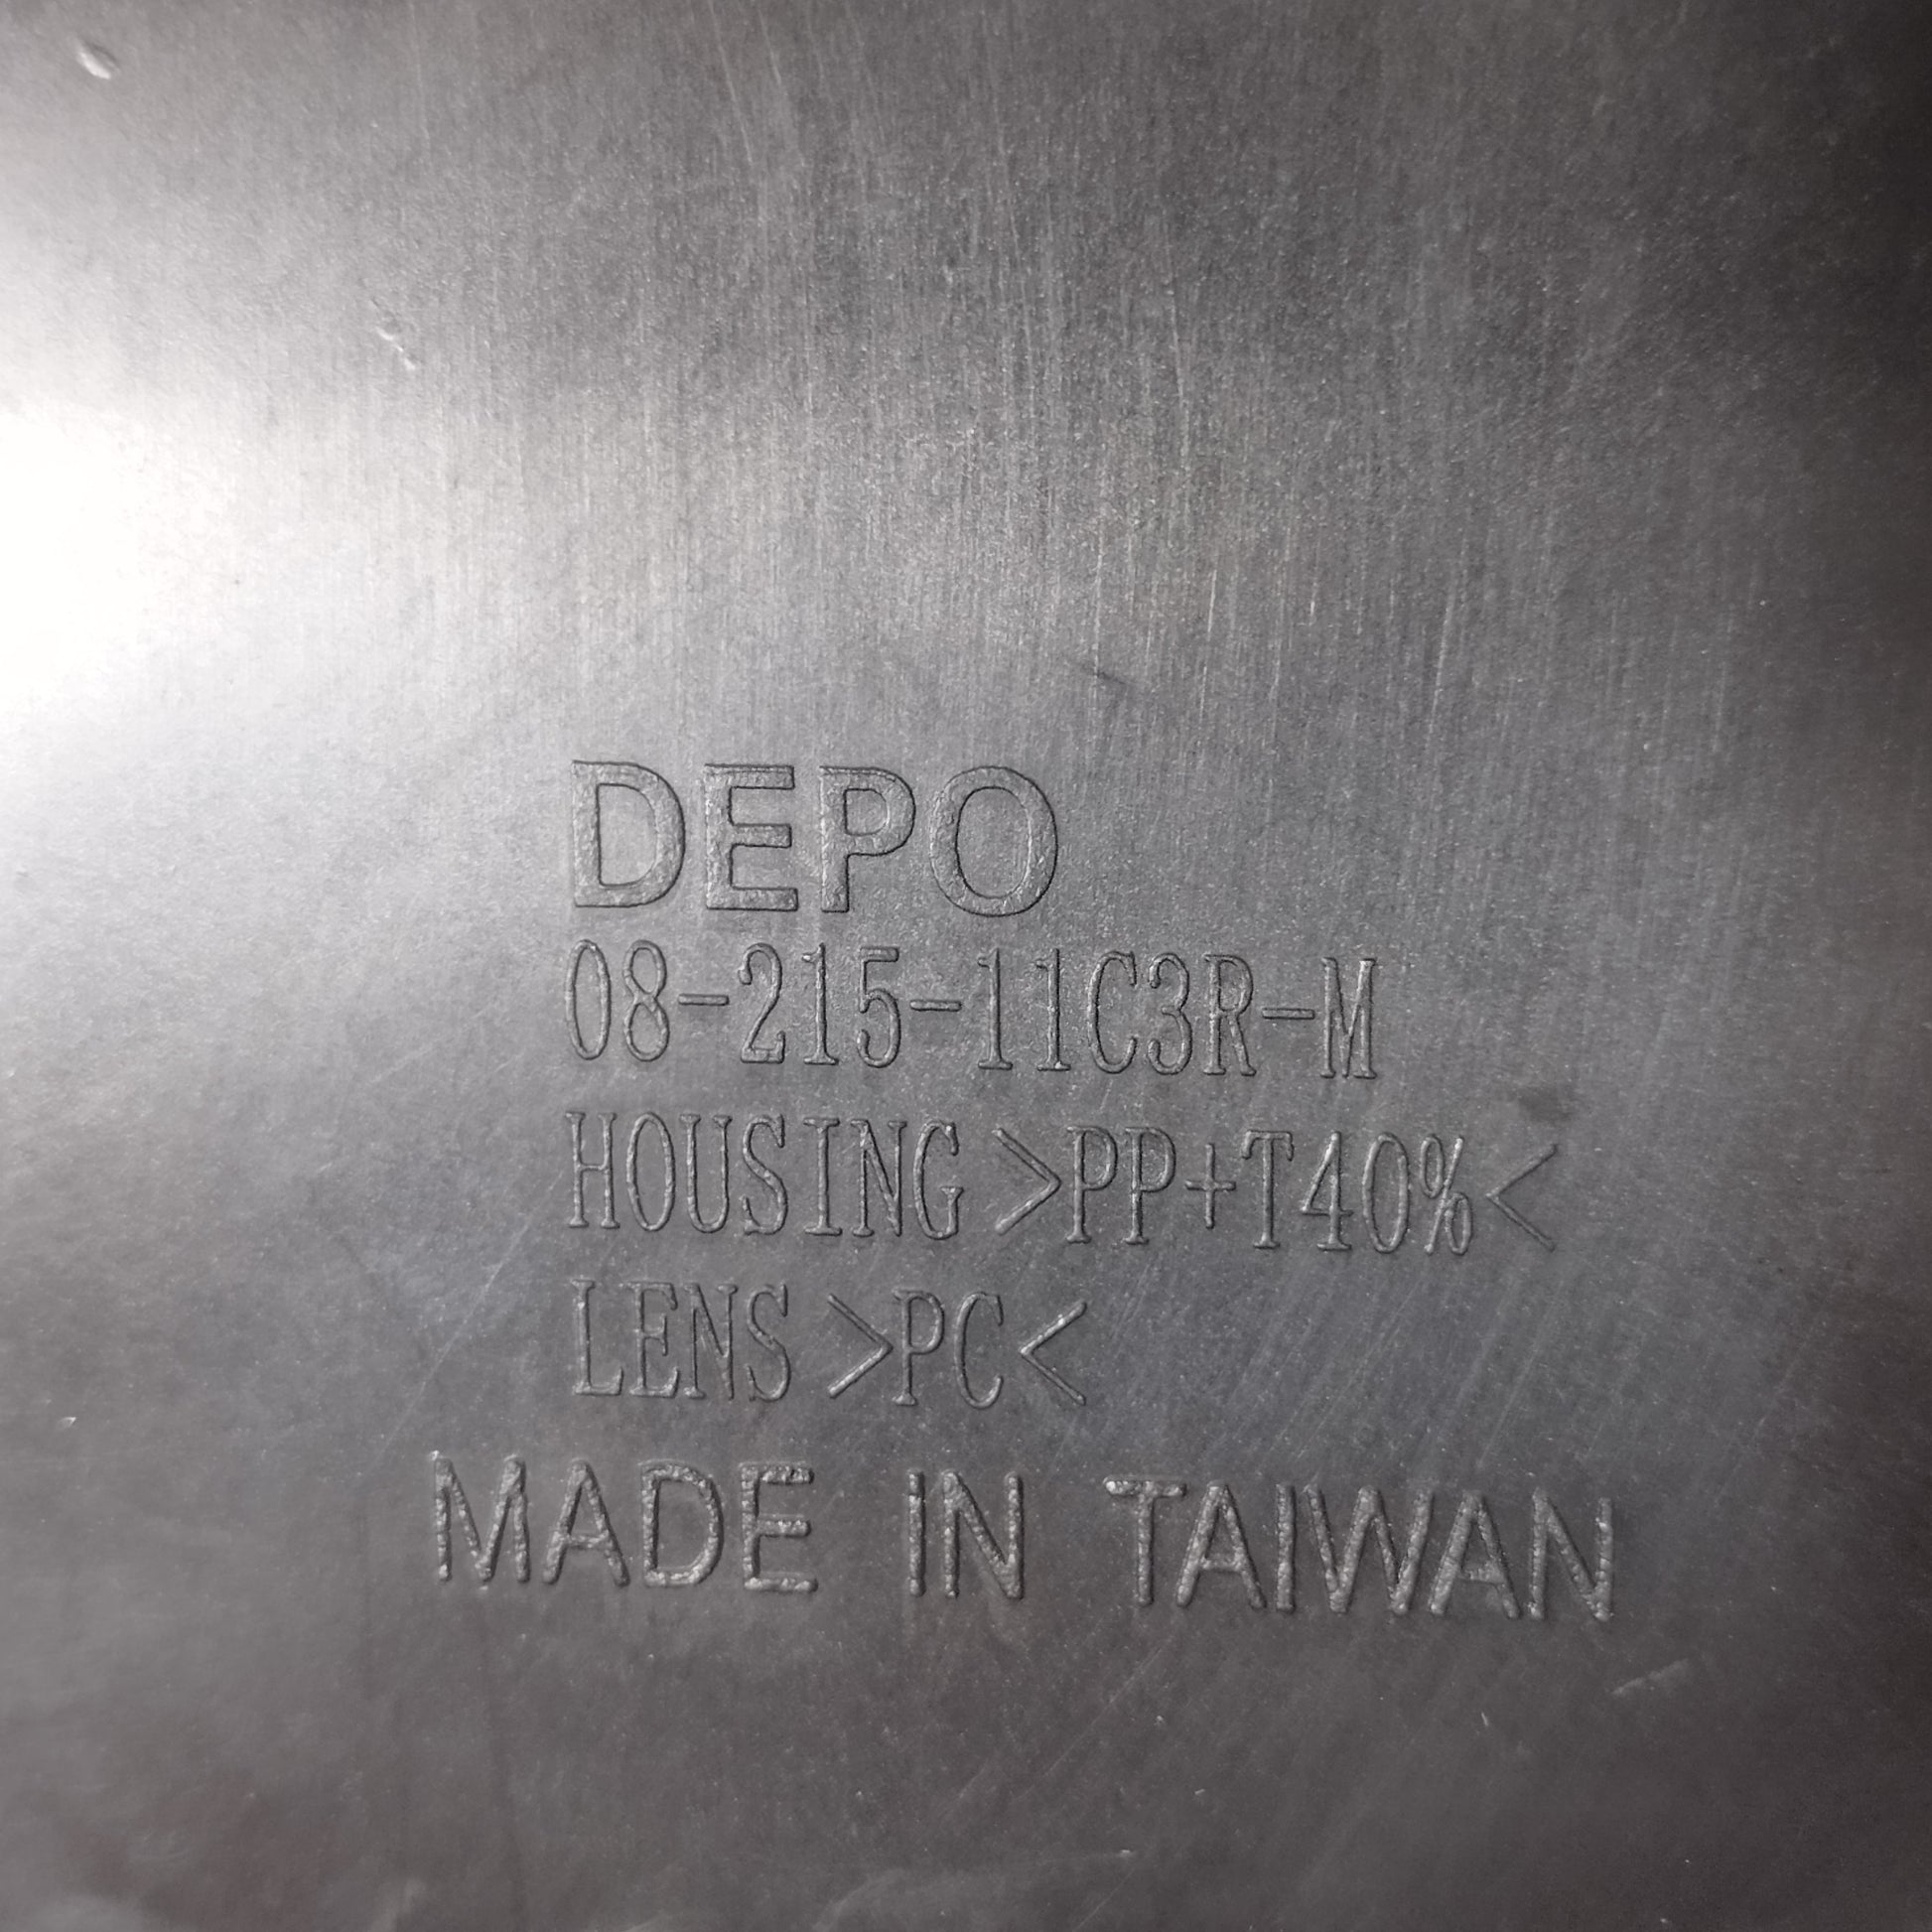 DEPO
08-215-11C3R-M
HOUSING >PP+T40%<
LENS >PC<
MADE IN TAIWAN